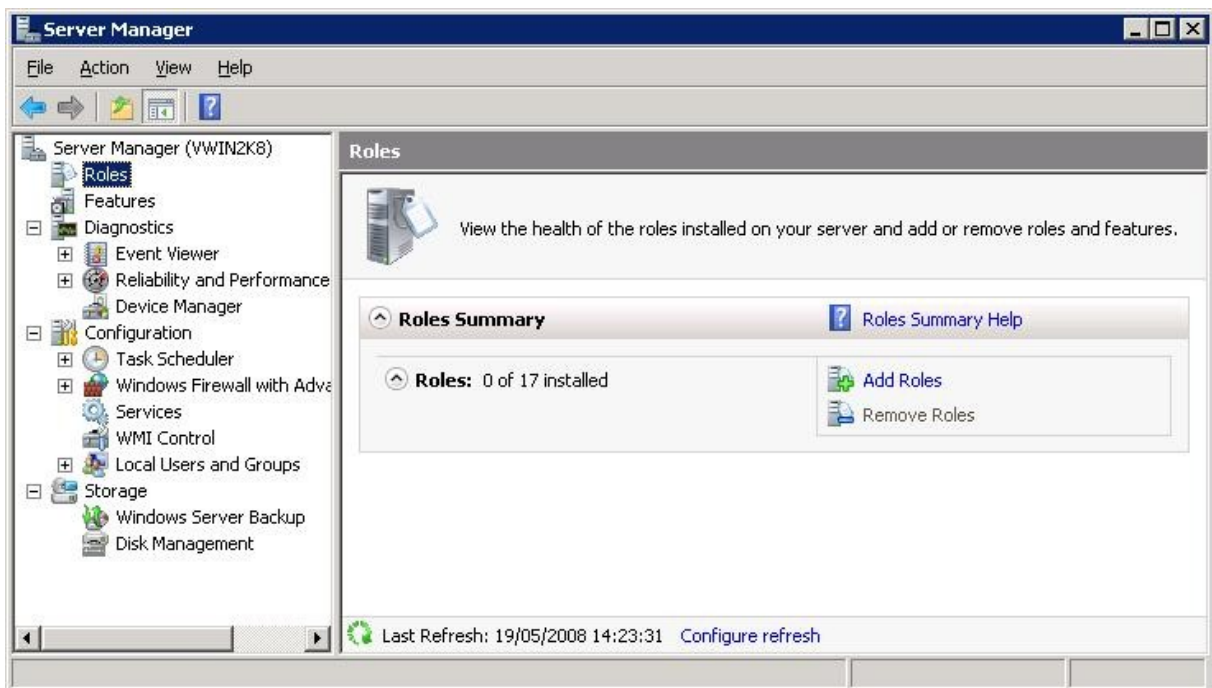 Server Manager
File Action View Help
Server Manager (VWIN2K8)
Roles
Features
Diagnostics
Event Viewer
Reliability and Performance
Device Manager
Configuration
Task Scheduler
Windows Firewall with Adva
Services
WMI Control
Local Users and Groups
Storage
Windows Server Backup
Disk Management
Roles
View the health of the roles installed on your server and add or remove roles and features.
Roles Summary
Roles Summary Help
Roles: 0 of 17 installed
Add Roles
Remove Roles
Last Refresh: 19/05/2008 14:23:31 Configure refresh